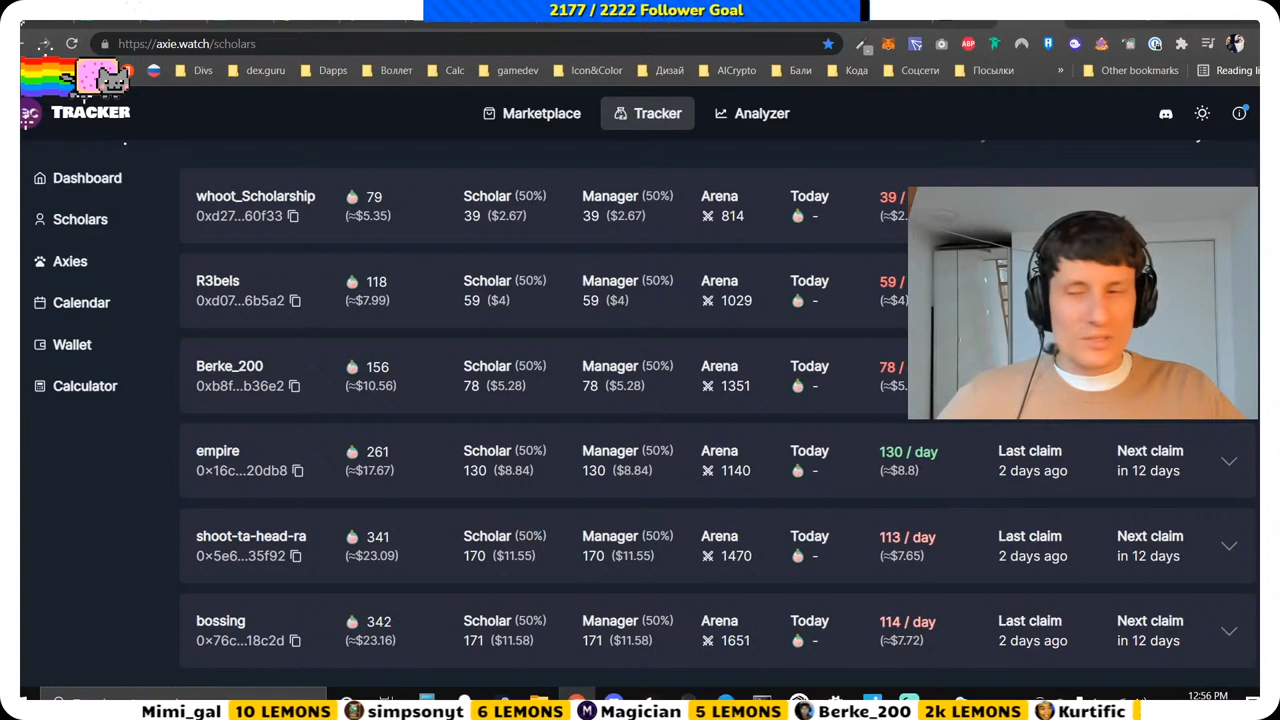 2177 / 2222 Follower Goal
https://axie.watch/scholars
Divs
dex.guru
Dapps
Воллет
Calc
gamedev
Icon&Color
Дизай
AlCrypto
Кода
Соцсети
Посылки
»
Other bookmarks
TRACKER
Marketplace
Tracker
Analyzer
Dashboard
Scholars
Axies
Calendar
Wallet
Calculator
whoot_Scholarship 79 Scholar (50%) Manager (50%) Arena Today 39 /
0xd27...60f33 (≈$5.35) 39 ($2.67) 39 ($2.67) 814 -
R3bels 118 Scholar (50%) Manager (50%) Arena Today 59 /
0xd07...6b5a2 (≈$7.99) 59 ($4) 59 ($4) 1029 - (≈$4)
Berke_200 156 Scholar (50%) Manager (50%) Arena Today 78 /
0xb8f...b36e2 (≈$10.56) 78 ($5.28) 78 ($5.28) 1351 -
empire 261 Scholar (50%) Manager (50%) Arena Today 130 / day Last claim Next claim
0x16c...20db8 (≈$17.67) 130 ($8.84) 130 ($8.84) 1140 - (≈$8.8) 2 days ago in 12 days
shoot-ta-head-ra 341 Scholar (50%) Manager (50%) Arena Today 113 / day Last claim Next claim
0x5e6...35f92 (≈$23.09) 170 ($11.55) 170 ($11.55) 1470 - (≈$7.65) 2 days ago in 12 days
bossing 342 Scholar (50%) Manager (50%) Arena Today 114 / day Last claim Next claim
0x76c...18c2d (≈$23.16) 171 ($11.58) 171 ($11.58) 1651 - (≈$7.72) 2 days ago in 12 days
12:56 PM
Mimi_gal 10 LEMONS simpsonyt 6 LEMONS Magician 5 LEMONS Berke_200 2k LEMONS Kurtific